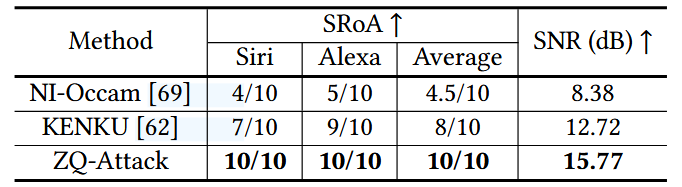 Method SRoA ↑ SNR (dB) ↑
Siri Alexa Average
NI-Occam [69] 4/10 5/10 4.5/10 8.38
KENKU [62] 7/10 9/10 8/10 12.72
ZQ-Attack 10/10 10/10 10/10 15.77